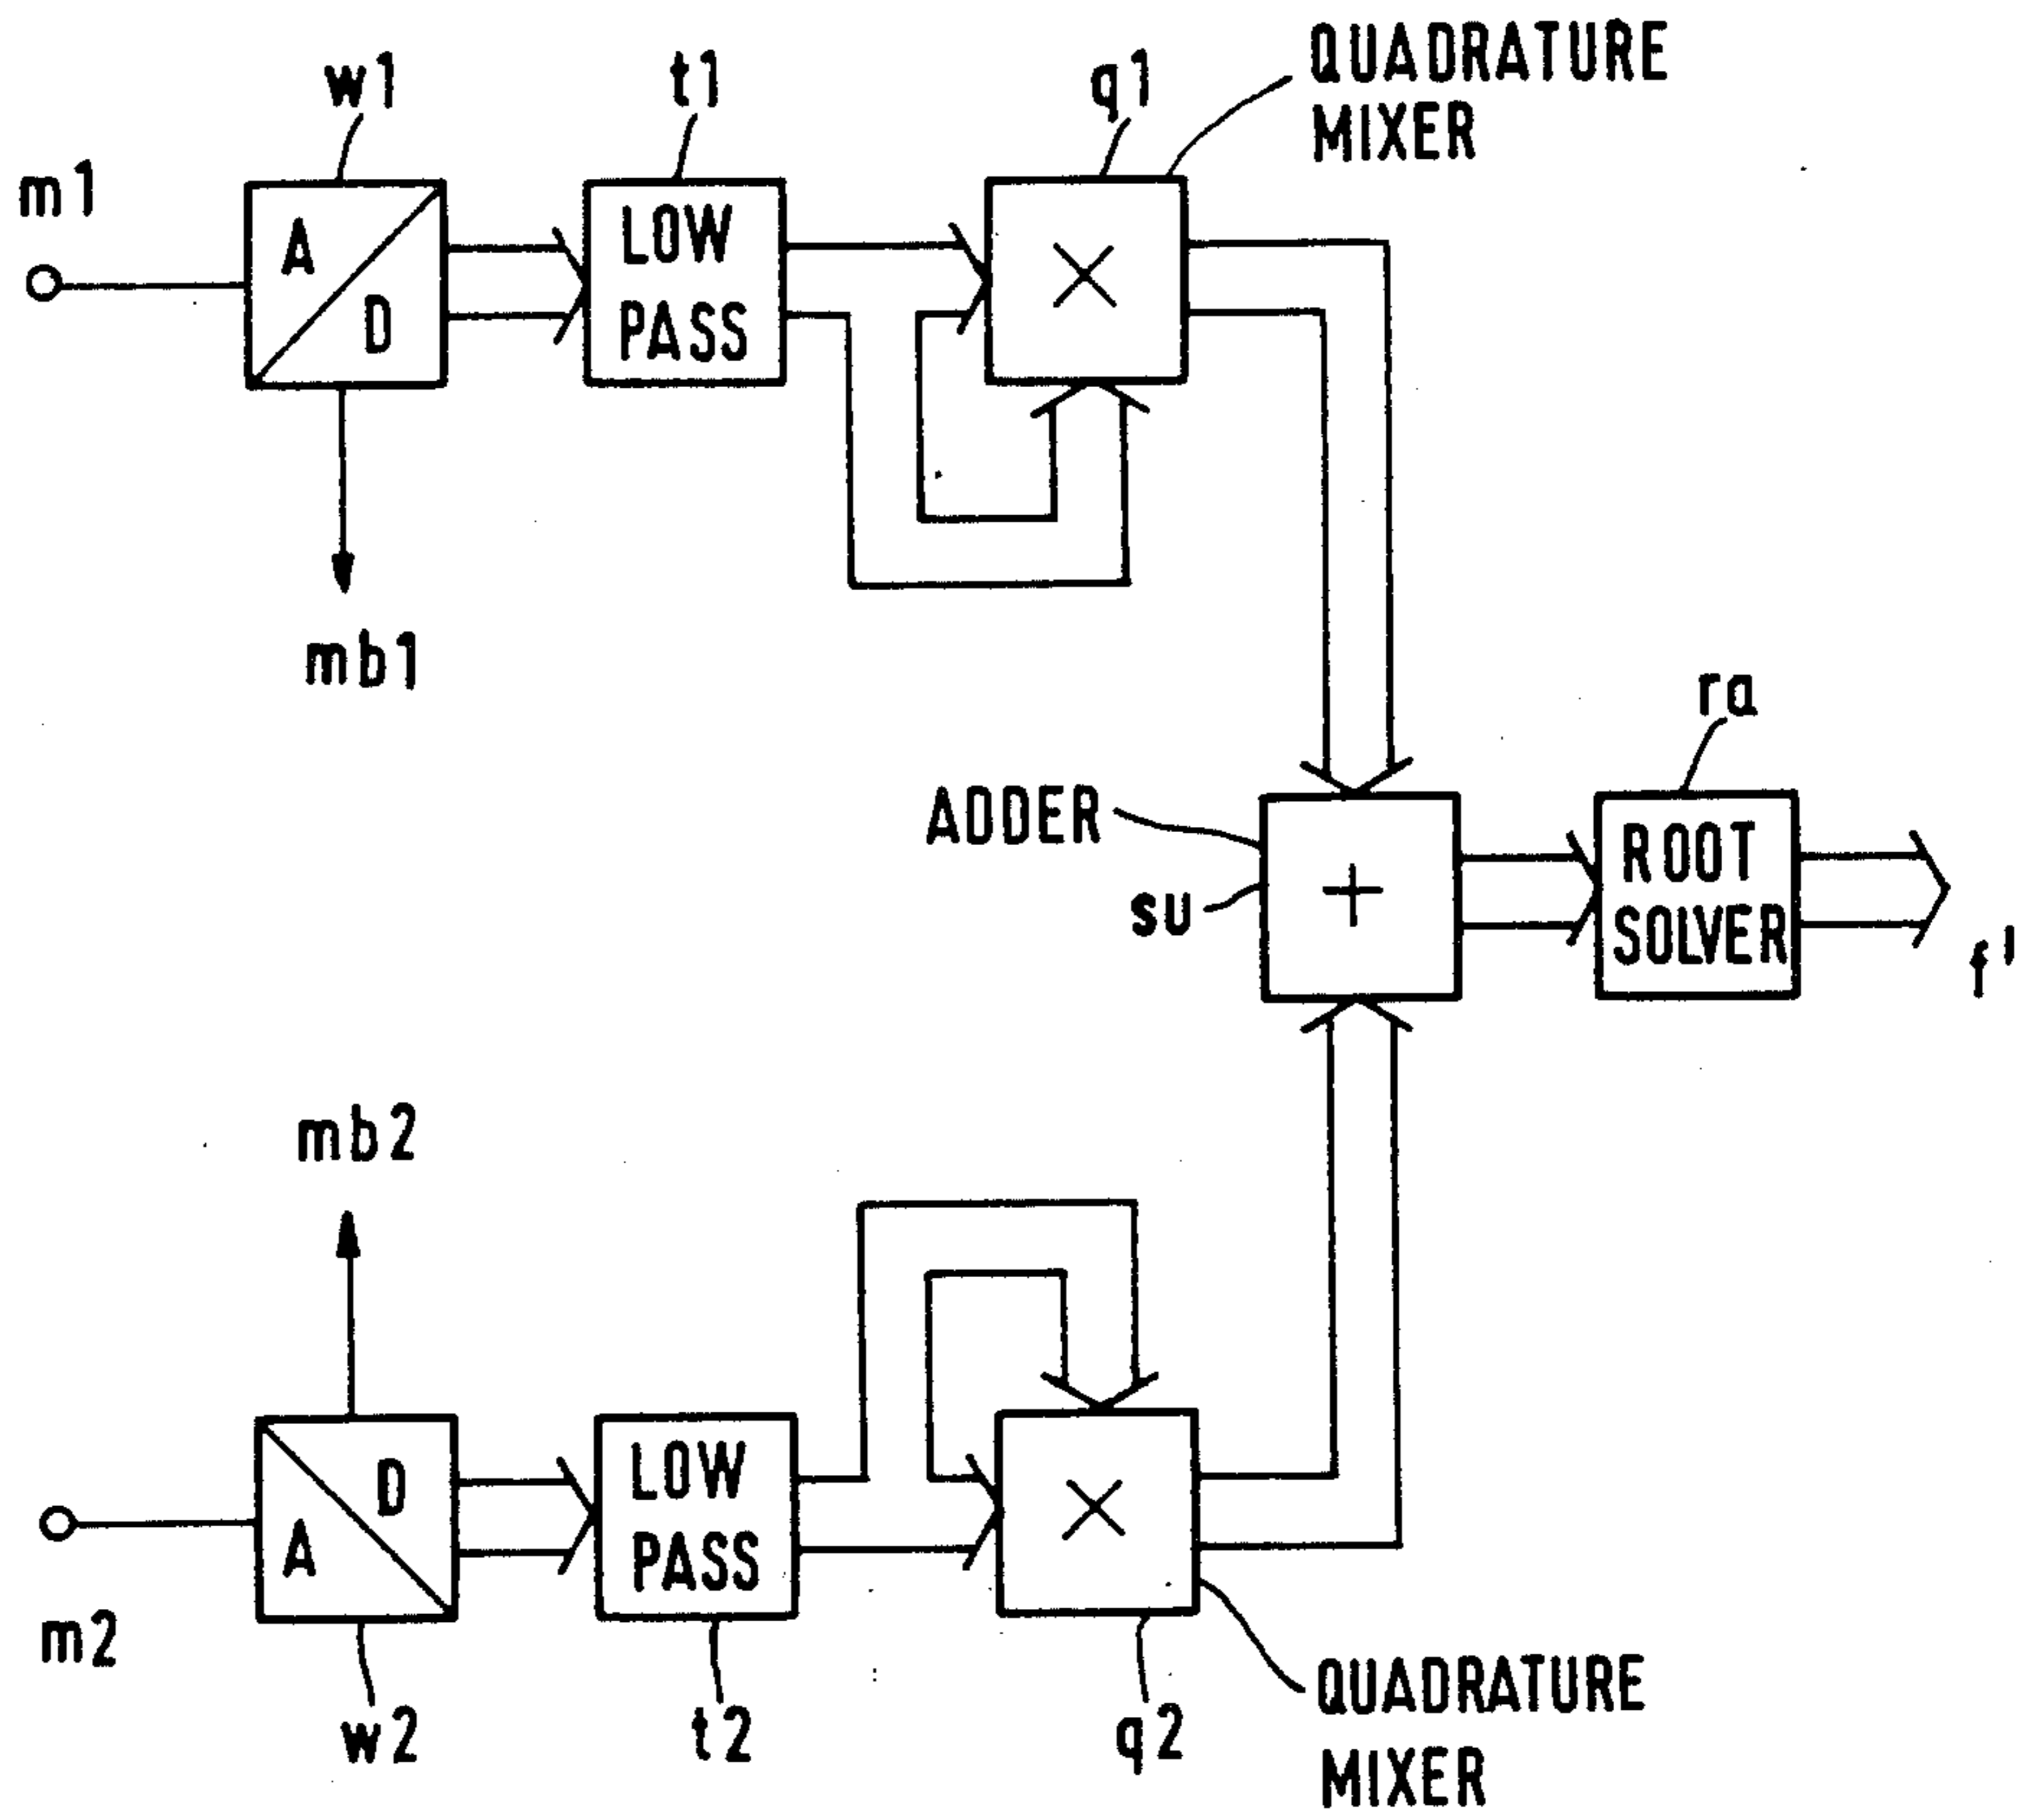 QUADRATURE
MIXER
w1
t1
q1
m1
A
D
LOW
PASS
×
mb1
ra
ADDER
su
+
ROOT
SOLVER
f'
mb2
D
A
LOW
PASS
×
m2
w2
t2
q2
QUADRATURE
MIXER